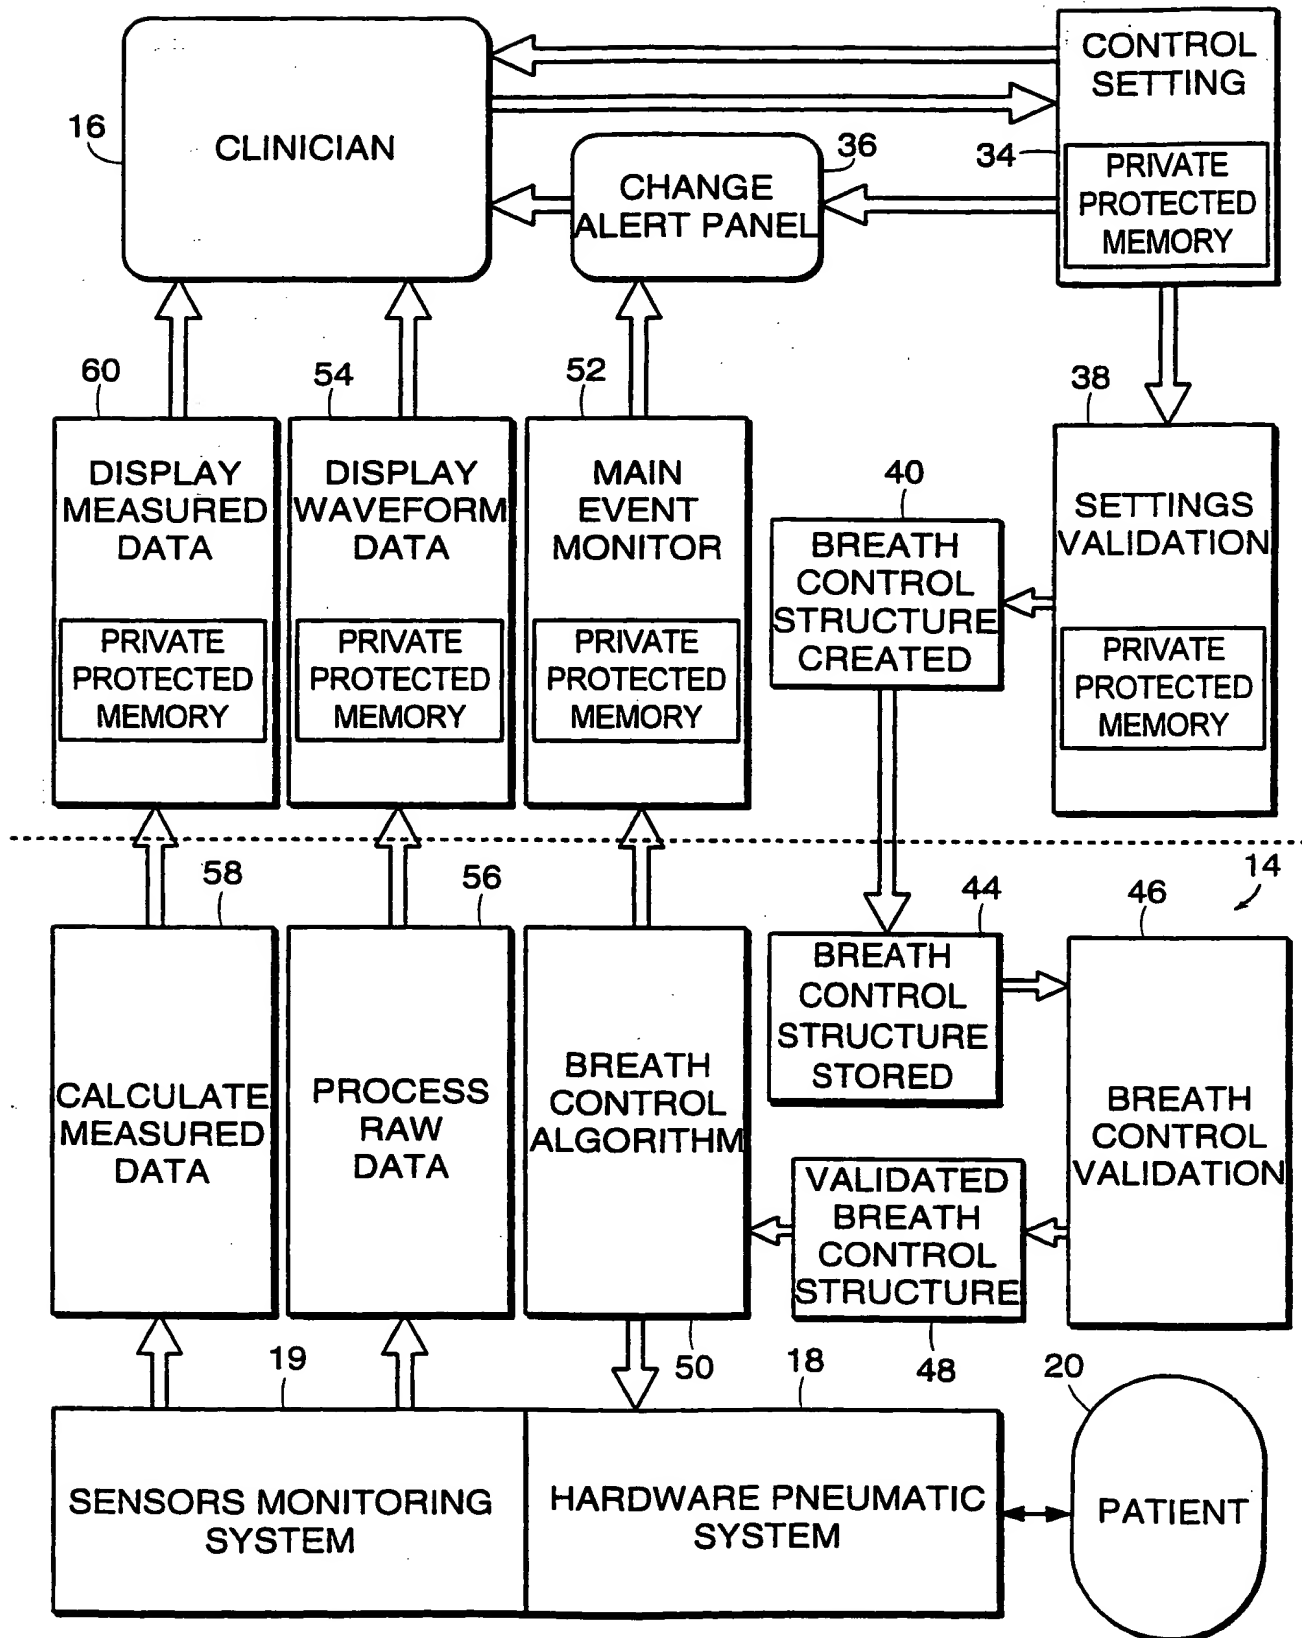 CONTROL
SETTING
16
CLINICIAN
36
34
CHANGE
ALERT PANEL
PRIVATE
PROTECTED
MEMORY
60
54
52
38
DISPLAY
MEASURED
DATA
PRIVATE
PROTECTED
MEMORY
DISPLAY
WAVEFORM
DATA
PRIVATE
PROTECTED
MEMORY
MAIN
EVENT
MONITOR
PRIVATE
PROTECTED
MEMORY
40
BREATH
CONTROL
STRUCTURE
CREATED
SETTINGS
VALIDATION
PRIVATE
PROTECTED
MEMORY
58
56
44
46
14
CALCULATE
MEASURED
DATA
PROCESS
RAW
DATA
BREATH
CONTROL
ALGORITHM
BREATH
CONTROL
STRUCTURE
STORED
BREATH
CONTROL
VALIDATION
VALIDATED
BREATH
CONTROL
STRUCTURE
19
50
18
48
20
SENSORS MONITORING
SYSTEM
HARDWARE PNEUMATIC
SYSTEM
PATIENT